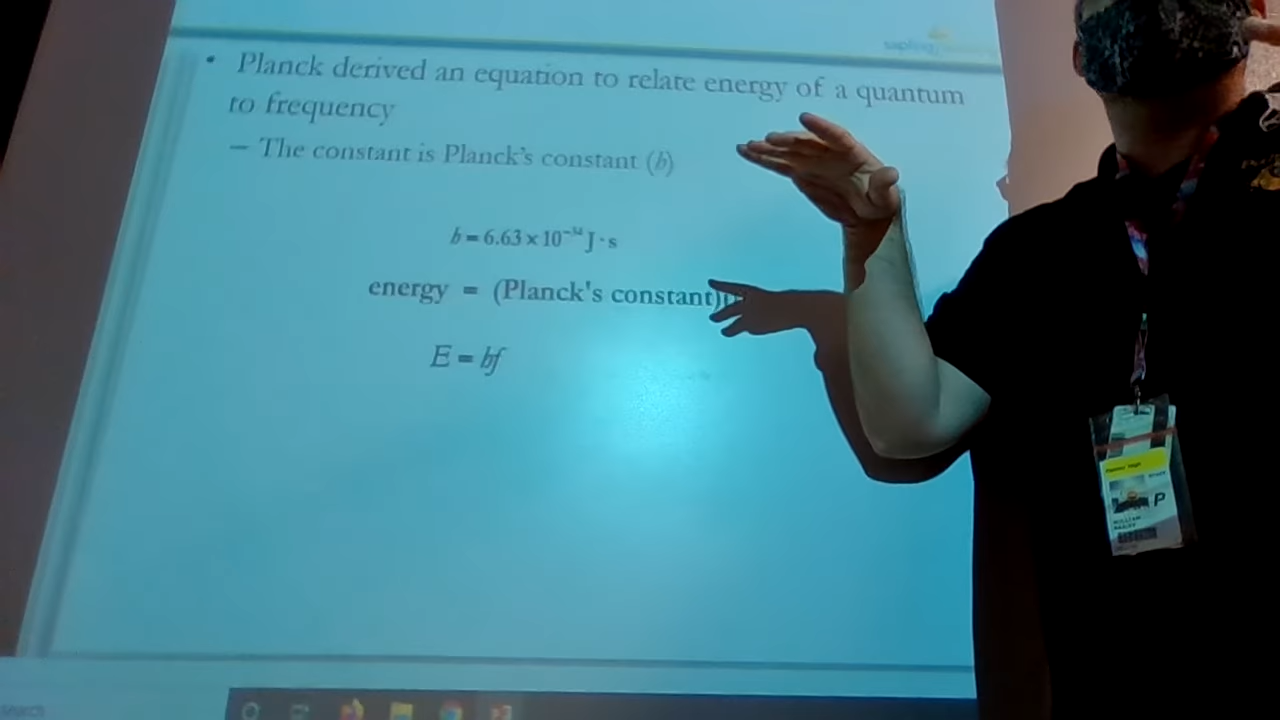 • Planck derived an equation to relate energy of a quantum
to frequency
– The constant is Planck's constant (h)
h = 6.63 x 10⁻³⁴ J · s
energy = (Planck's constant)
E = hf
P